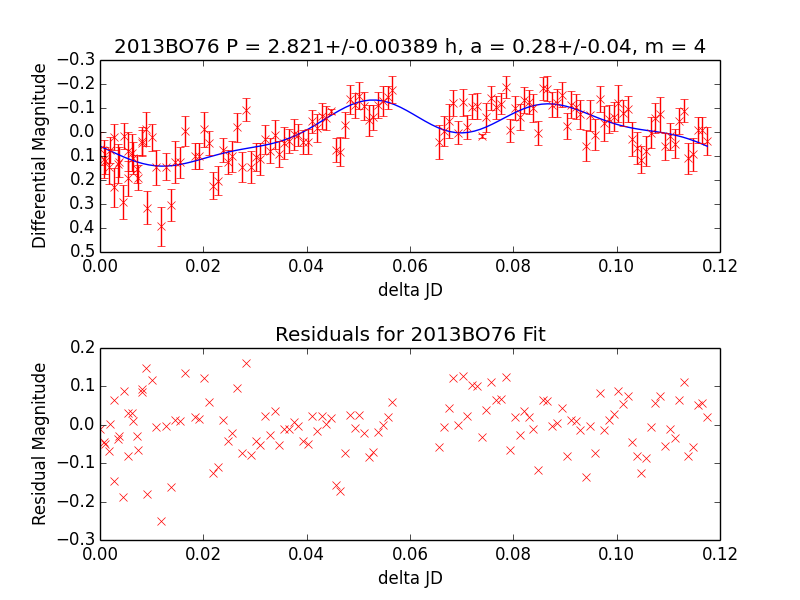 2013BO76 P = 2.821+/-0.00389 h, a = 0.28+/-0.04, m = 4
−0.3
−0.2
−0.1
0.0
0.1
0.2
0.3
0.4
0.5
Differential Magnitude
0.00 0.02 0.04 0.06 0.08 0.10 0.12
delta JD
Residuals for 2013BO76 Fit
0.2
0.1
0.0
−0.1
−0.2
−0.3
Residual Magnitude
0.00 0.02 0.04 0.06 0.08 0.10 0.12
delta JD